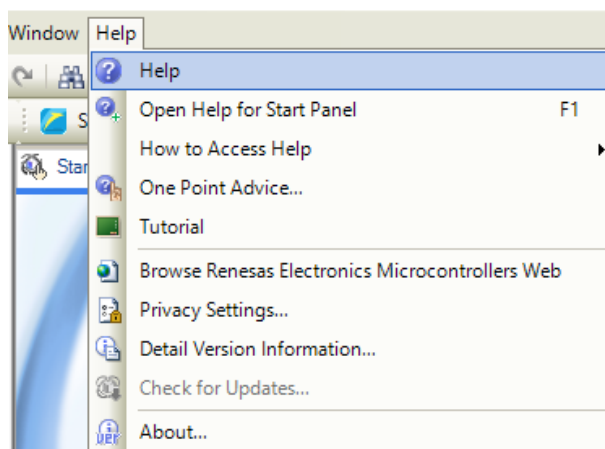 Window Help
Help
Open Help for Start Panel F1
How to Access Help
One Point Advice...
Tutorial
Browse Renesas Electronics Microcontrollers Web
Privacy Settings...
Detail Version Information...
Check for Updates...
About...